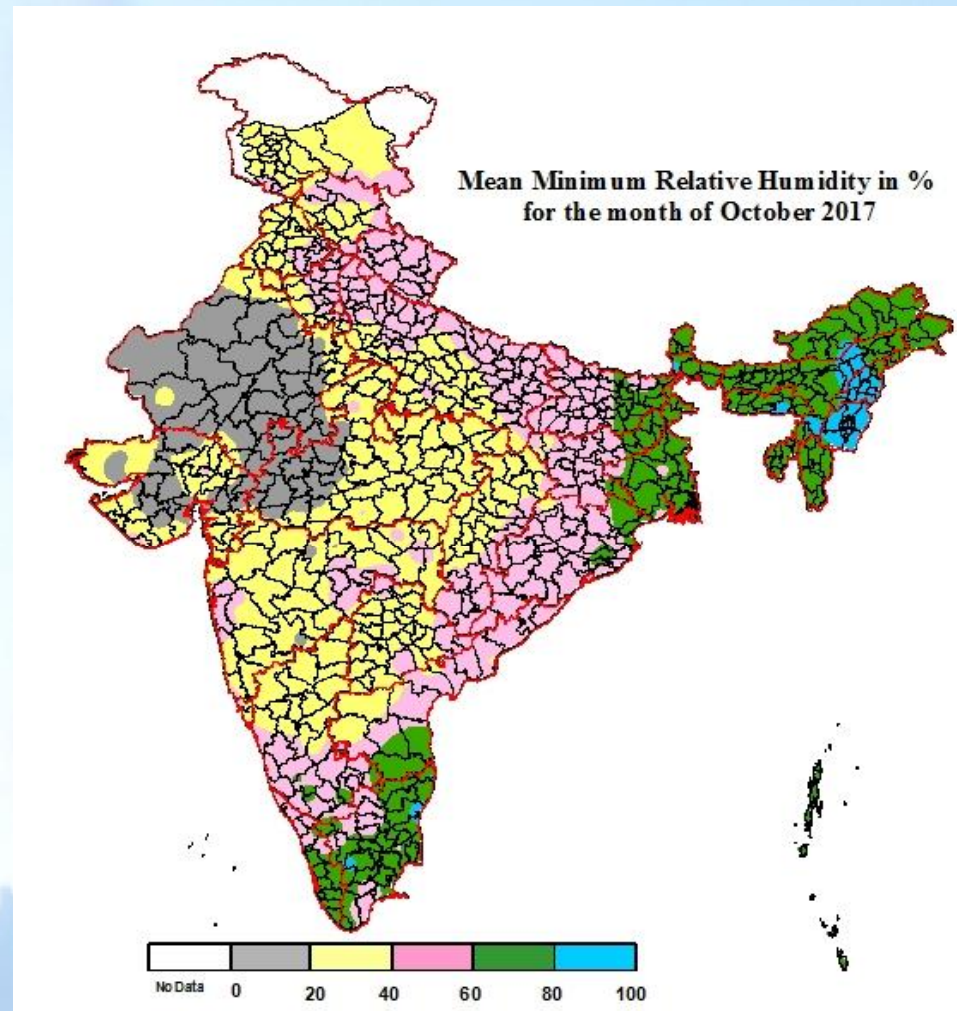 Mean Minimum Relative Humidity in %
for the month of October 2017
No Data 0 20 40 60 80 100